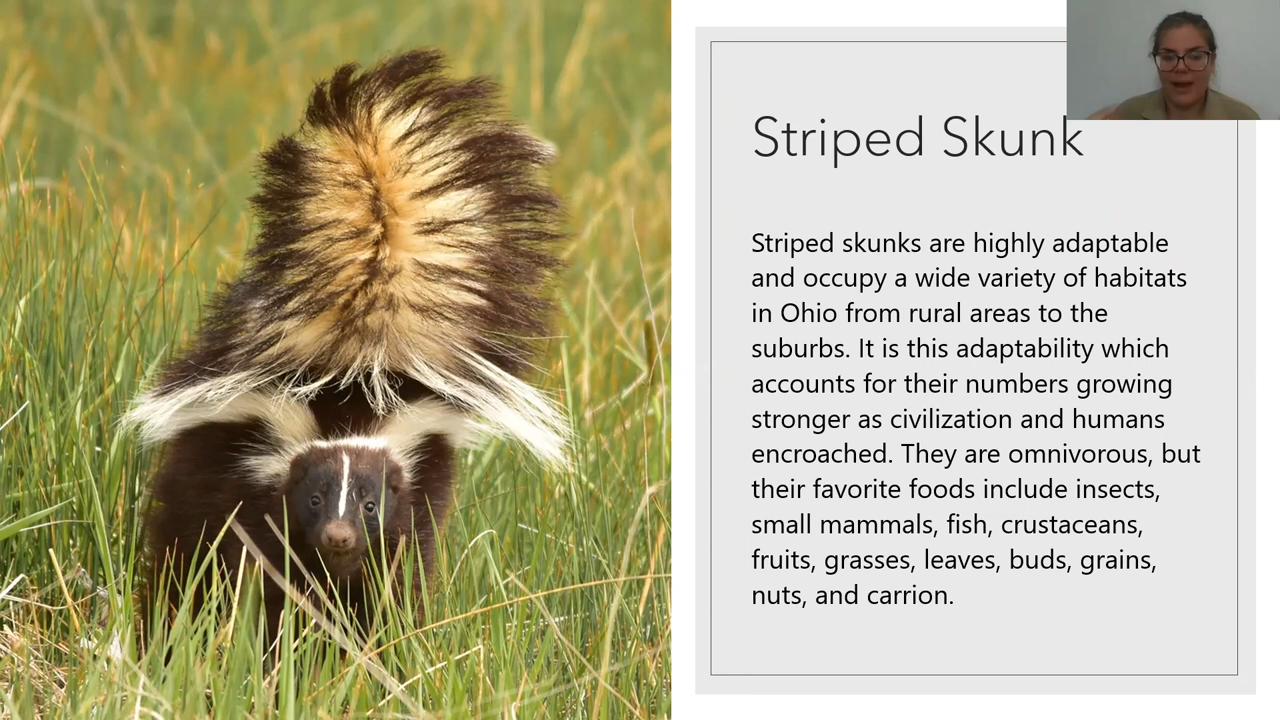 Striped Skunk
Striped skunks are highly adaptable
and occupy a wide variety of habitats
in Ohio from rural areas to the
suburbs. It is this adaptability which
accounts for their numbers growing
stronger as civilization and humans
encroached. They are omnivorous, but
their favorite foods include insects,
small mammals, fish, crustaceans,
fruits, grasses, leaves, buds, grains,
nuts, and carrion.